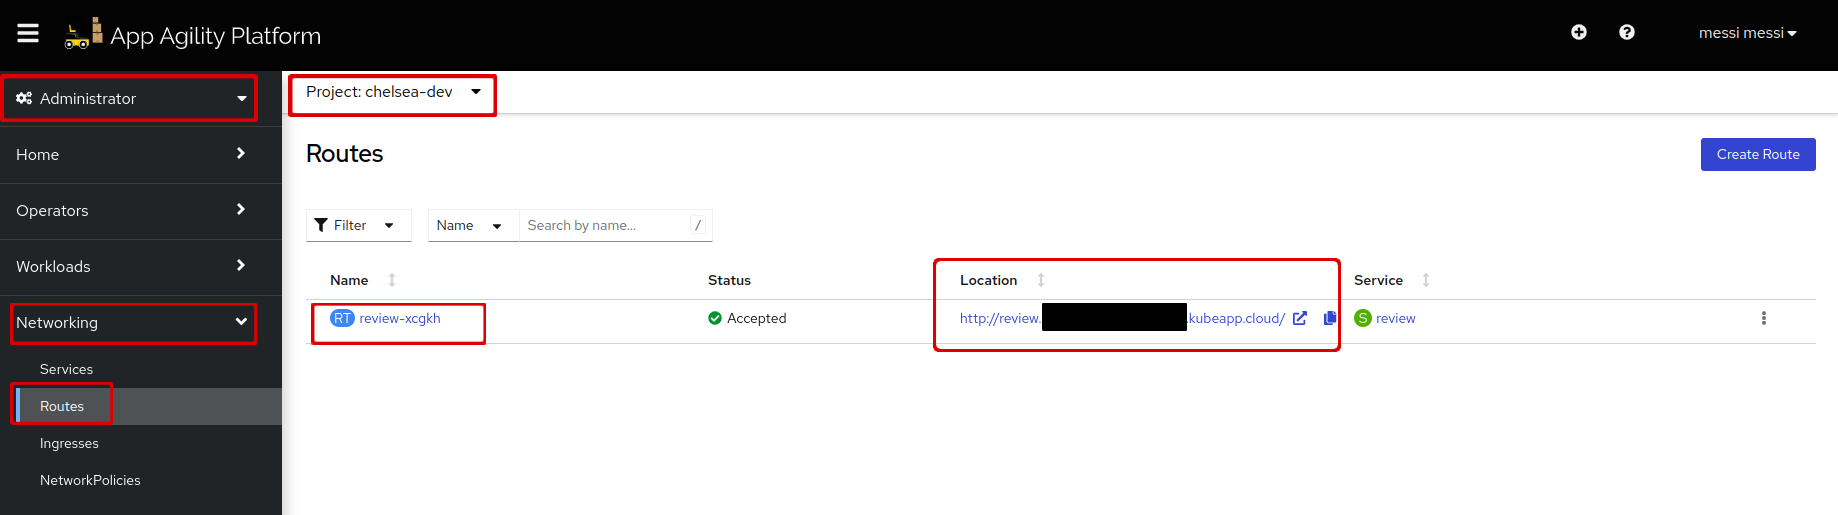 App Agility Platform
messi messi
Administrator
Project: chelsea-dev
Home
Operators
Workloads
Networking
Services
Routes
Ingresses
NetworkPolicies
Routes
Create Route
Filter
Name
Search by name...
/
Name
Status
Location
Service
RT review-xcgkh
Accepted
http://review.
.kubeapp.cloud/
S review